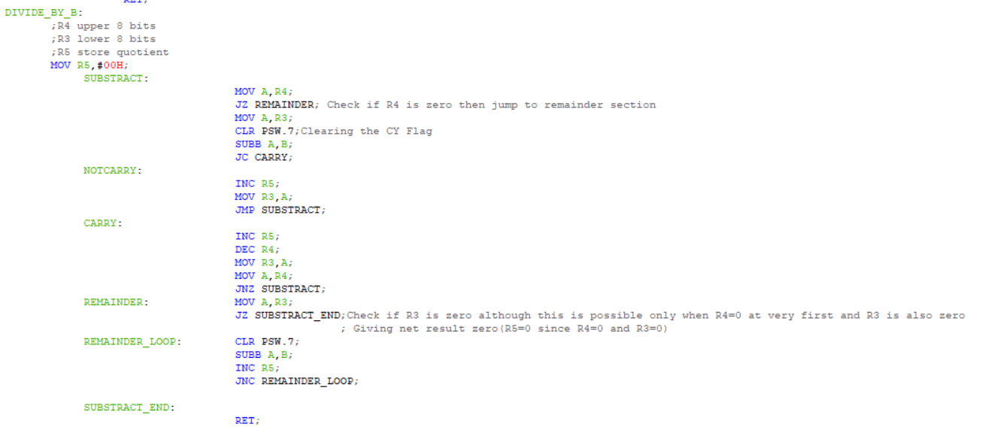 RET;
DIVIDE_BY_B:
;R4 upper 8 bits
;R3 lower 8 bits
;R5 store quotient
MOV R5,#00H;
SUBSTRACT:
MOV A,R4;
JZ REMAINDER; Check if R4 is zero then jump to remainder section
MOV A,R3;
CLR PSW.7;Clearing the CY Flag
SUBB A,B;
JC CARRY;
NOTCARRY:
INC R5;
MOV R3,A;
JMP SUBSTRACT;
CARRY:
INC R5;
DEC R4;
MOV R3,A;
MOV A,R4;
JNZ SUBSTRACT;
REMAINDER: MOV A,R3;
JZ SUBSTRACT_END;Check if R3 is zero although this is possible only when R4=0 at very first and R3 is also zero
; Giving net result zero(R5=0 since R4=0 and R3=0)
REMAINDER_LOOP: CLR PSW.7;
SUBB A,B;
INC R5;
JNC REMAINDER_LOOP;
SUBSTRACT_END:
RET;